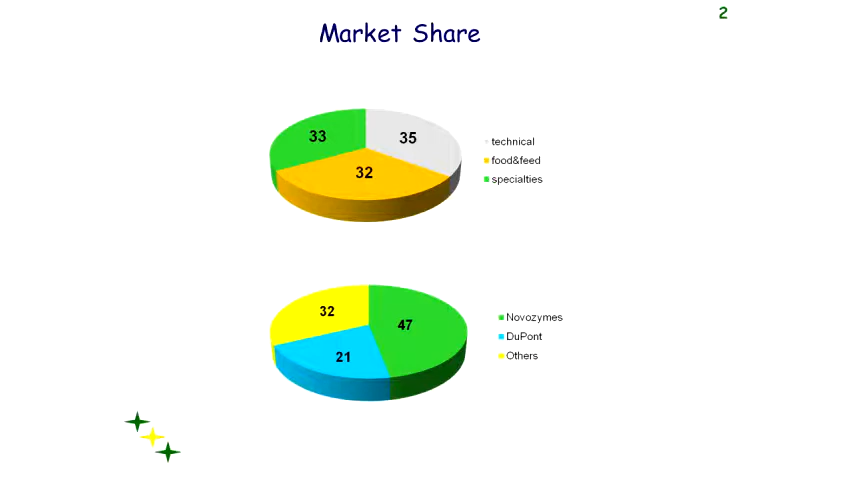 2
Market Share
33
35
32
technical
food&feed
specialties
32
47
21
Novozymes
DuPont
Others